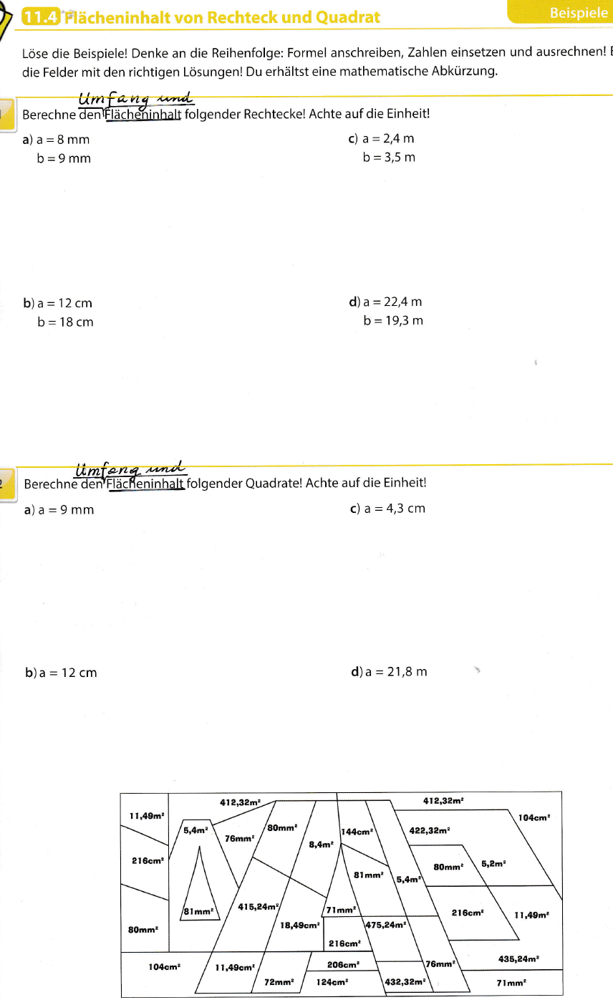 11.4 Flächeninhalt von Rechteck und Quadrat
Beispiele
Löse die Beispiele! Denke an die Reihenfolge: Formel anschreiben, Zahlen einsetzen und ausrechnen!
die Felder mit den richtigen Lösungen! Du erhältst eine mathematische Abkürzung.
Umfang und
Berechne den Flächeninhalt folgender Rechtecke! Achte auf die Einheit!
a) a = 8 mm
b = 9 mm
c) a = 2,4 m
b = 3,5 m
b) a = 12 cm
b = 18 cm
d) a = 22,4 m
b = 19,3 m
Umfang und
Berechne den Flächeninhalt folgender Quadrate! Achte auf die Einheit!
a) a = 9 mm
c) a = 4,3 cm
b) a = 12 cm
d) a = 21,8 m
412,32m²
412,32m²
11,49m²
104cm²
5,4m²
80mm²
144cm²
422,32m²
76mm²
8,4m²
216cm²
80mm²
5,2m²
81mm²
5,4m²
81mm²
415,24m²
71mm²
216cm²
11,49m²
80mm²
18,49cm²
475,24m²
216cm²
104cm²
11,49cm²
206cm²
76mm²
435,24m²
72mm²
124cm²
432,32m²
71mm²